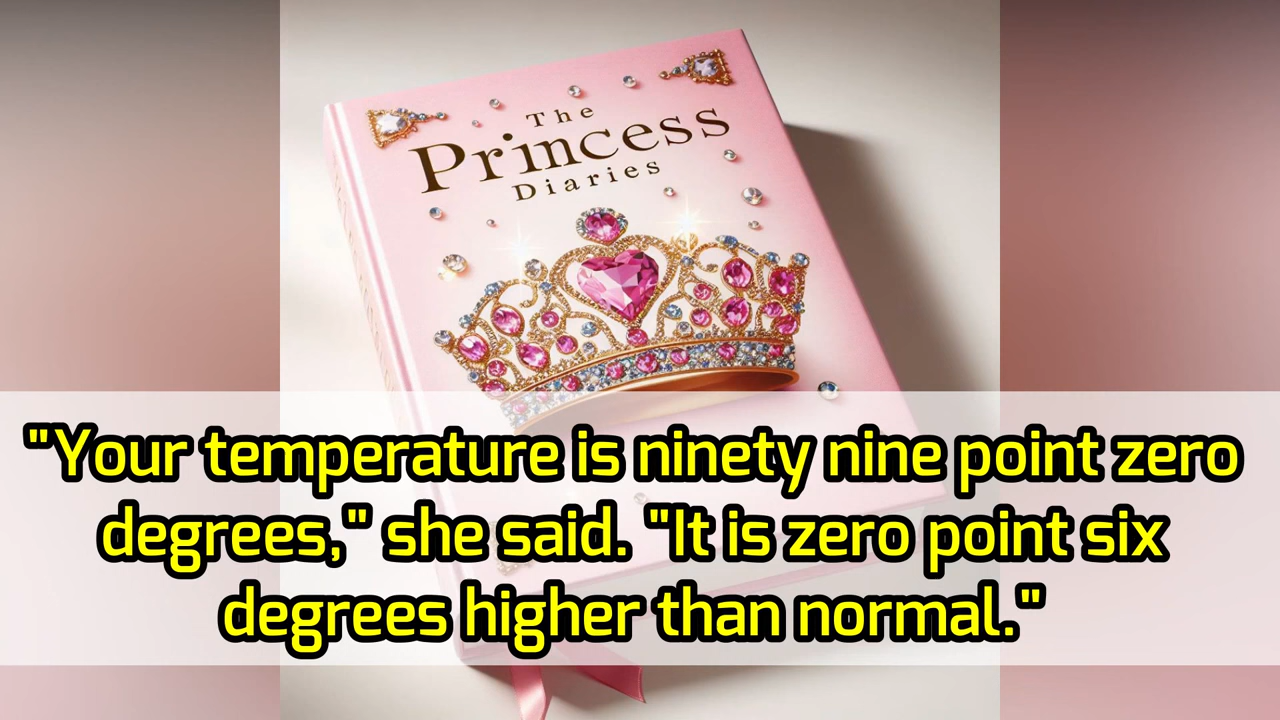 The
Princess
Diaries
"Your temperature is ninety nine point zero
degrees," she said. "It is zero point six
degrees higher than normal."